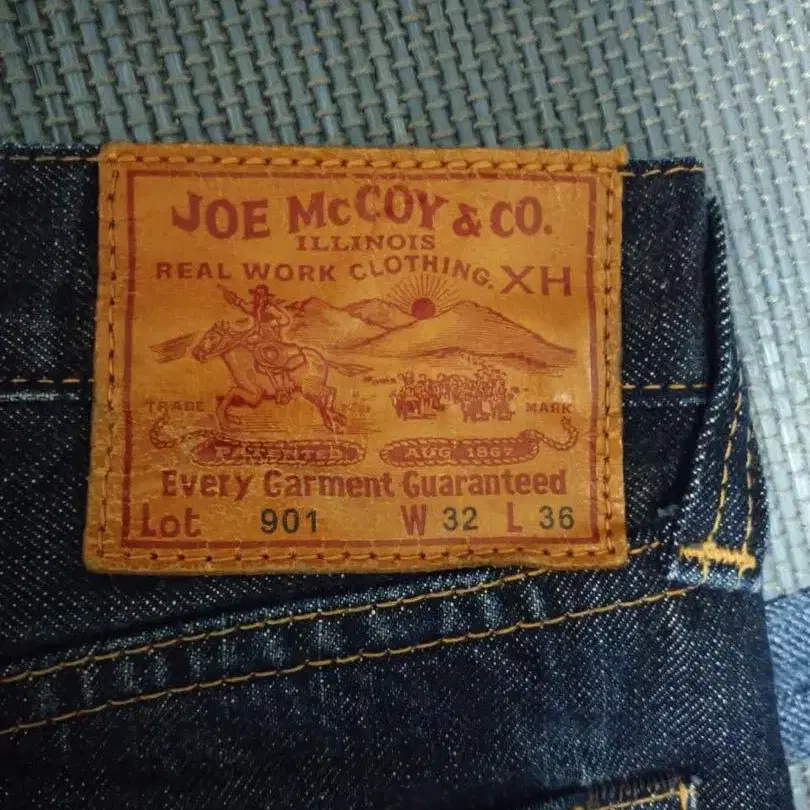 JOE McCOY & CO.
ILLINOIS
REAL WORK CLOTHING. XH
TRADE MARK
PATENTED AUG 1867
Every Garment Guaranteed
Lot 901 W 32 L 36